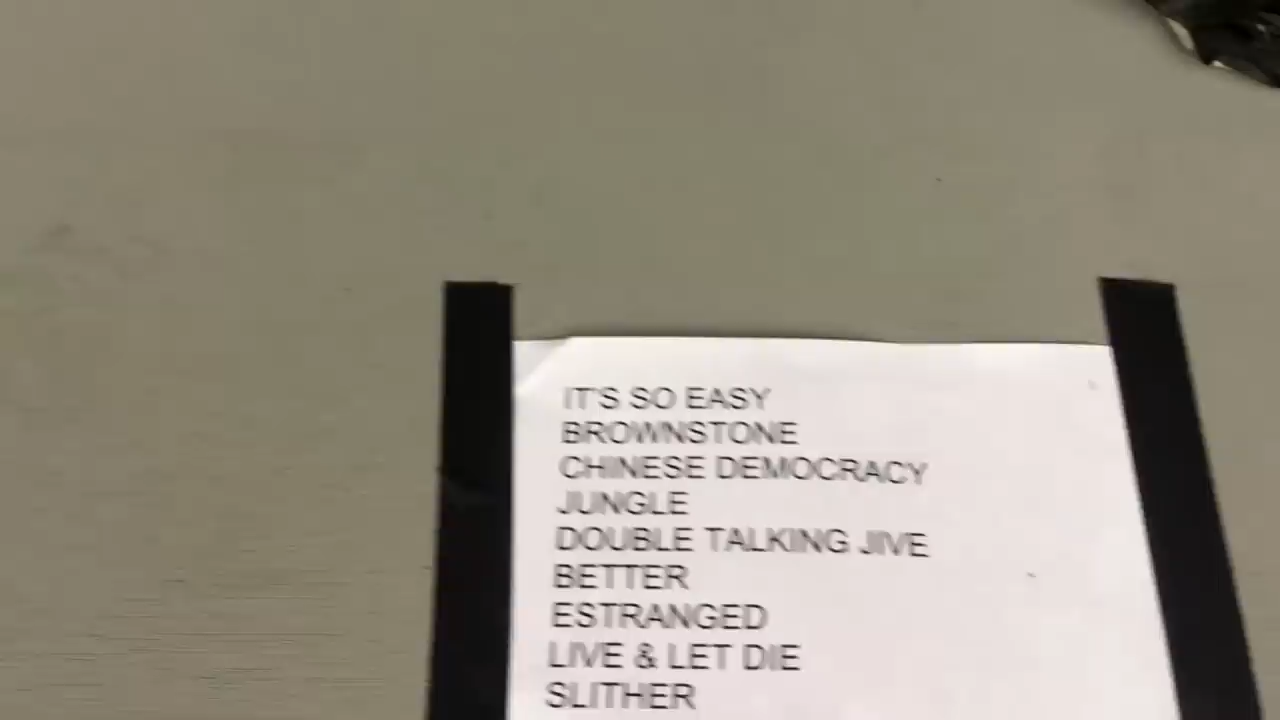 IT'S SO EASY
BROWNSTONE
CHINESE DEMOCRACY
JUNGLE
DOUBLE TALKING JIVE
BETTER
ESTRANGED
LIVE & LET DIE
SLITHER